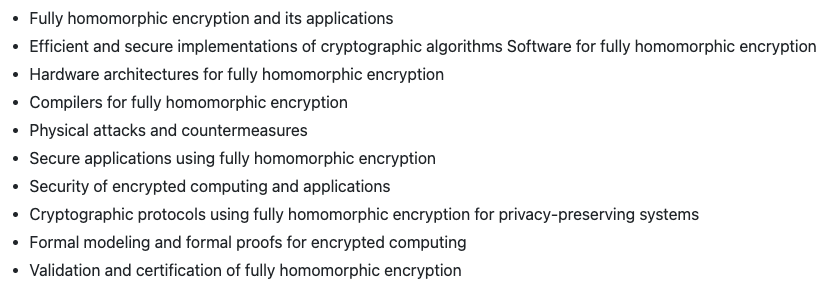 • Fully homomorphic encryption and its applications
• Efficient and secure implementations of cryptographic algorithms Software for fully homomorphic encryption
• Hardware architectures for fully homomorphic encryption
• Compilers for fully homomorphic encryption
• Physical attacks and countermeasures
• Secure applications using fully homomorphic encryption
• Security of encrypted computing and applications
• Cryptographic protocols using fully homomorphic encryption for privacy-preserving systems
• Formal modeling and formal proofs for encrypted computing
• Validation and certification of fully homomorphic encryption